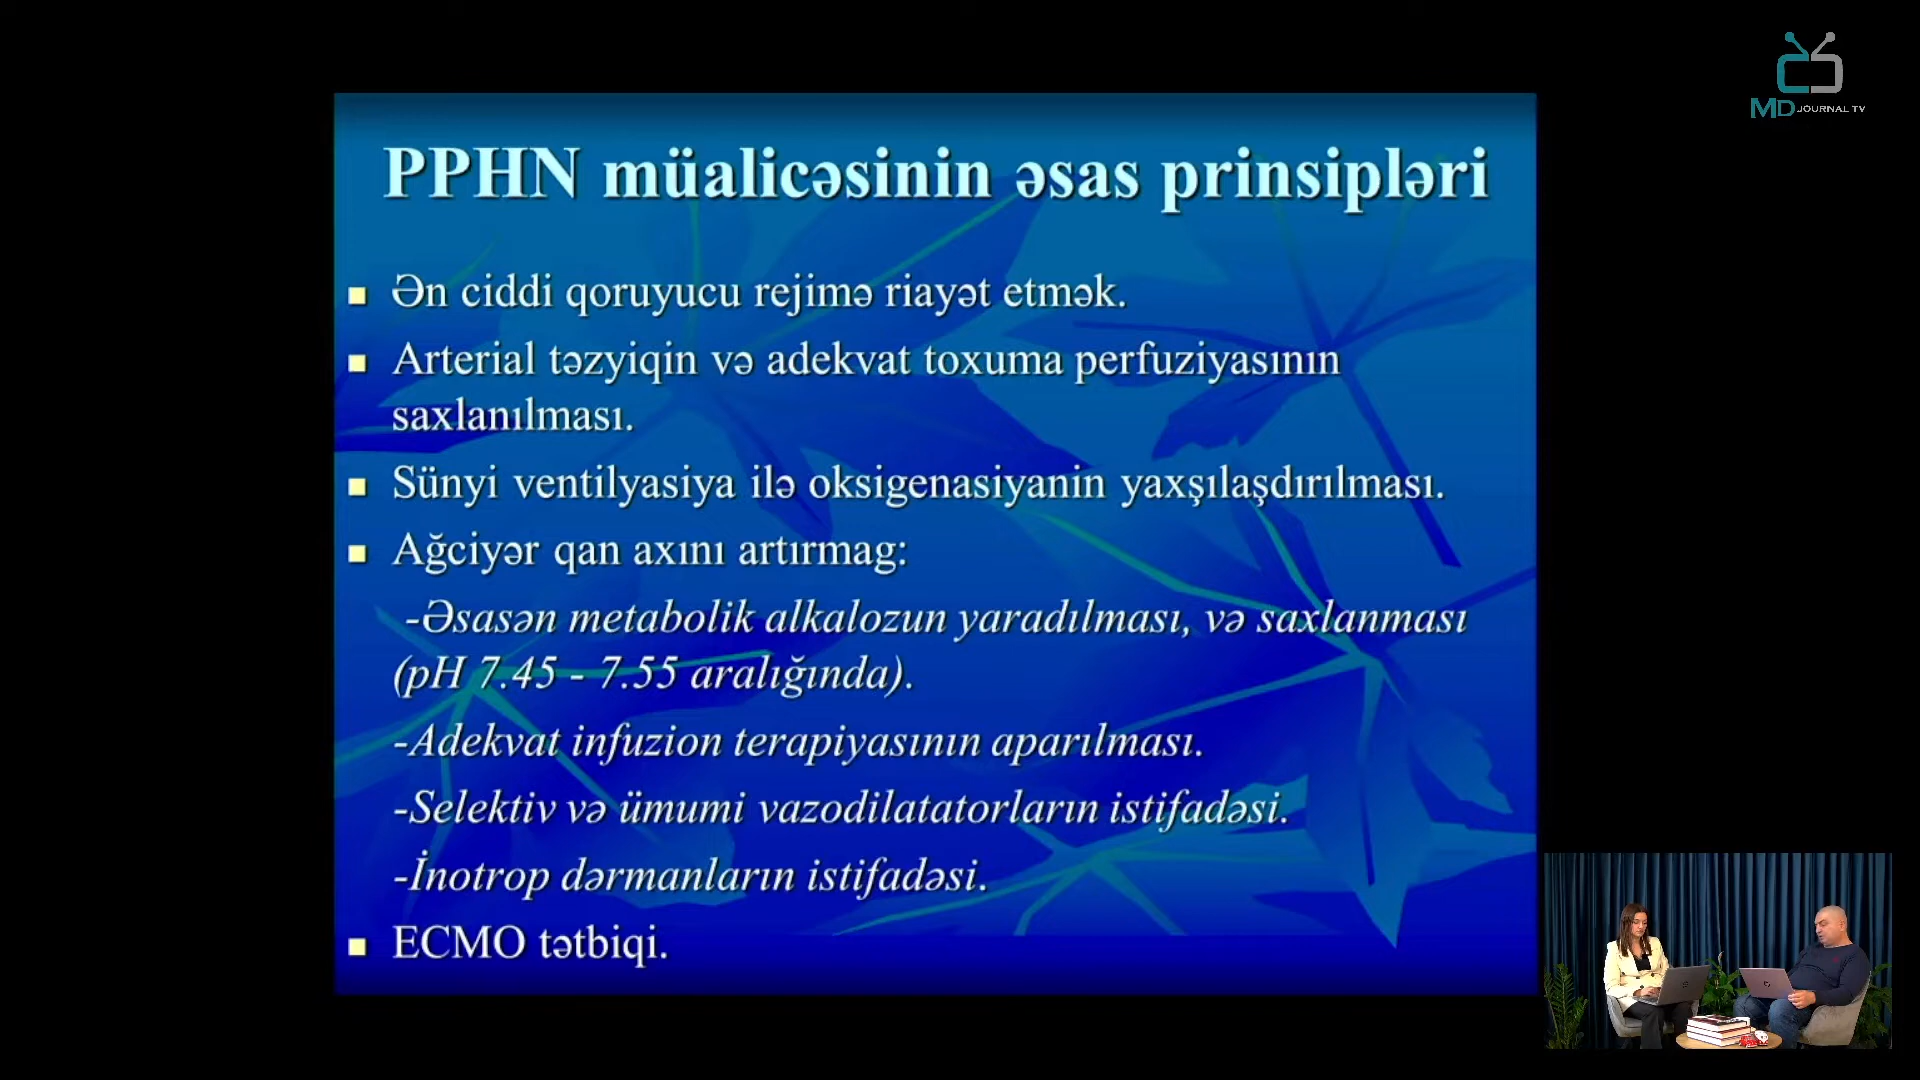 MD JOURNAL TV
PPHN müalicəsinin əsas prinsipləri
Ən ciddi qoruyucu rejimə riayət etmək.
Arterial təzyiqin və adekvat toxuma perfuziyasının
saxlanılması.
Sünyi ventilyasiya ilə oksigenasiyanin yaxşılaşdırılması.
Ağciyər qan axını artırmag:
-Əsasən metabolik alkalozun yaradılması, və saxlanması
(pH 7.45 - 7.55 aralığında).
-Adekvat infuzion terapiyasının aparılması.
-Selektiv və ümumi vazodilatatorların istifadəsi.
-İnotrop dərmanların istifadəsi.
ECMO tətbiqi.